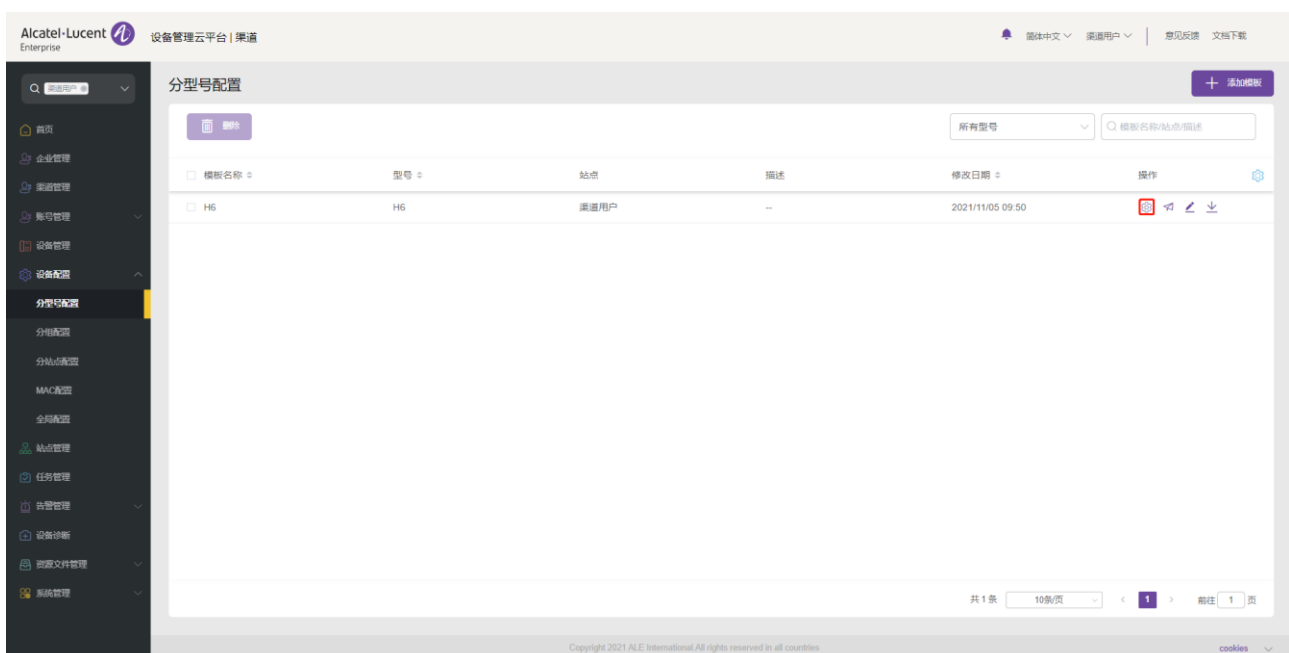 Alcatel·Lucent
Enterprise
设备管理云平台 | 渠道
简体中文
渠道用户
意见反馈
文档下载
渠道用户
分型号配置
添加模板
首页
企业管理
渠道管理
账号管理
设备管理
设备配置
分型号配置
分组配置
分站点配置
MAC配置
全局配置
站点管理
任务管理
告警管理
设备诊断
资源文件管理
系统管理
删除
所有型号
模板名称/站点/描述
模板名称 型号 站点 描述 修改日期 操作
H6 H6 渠道用户 -- 2021/11/05 09:50
共 1 条 10条/页 < 1 > 前往 1 页
Copyright 2021 ALE International.All rights reserved in all countries
cookies